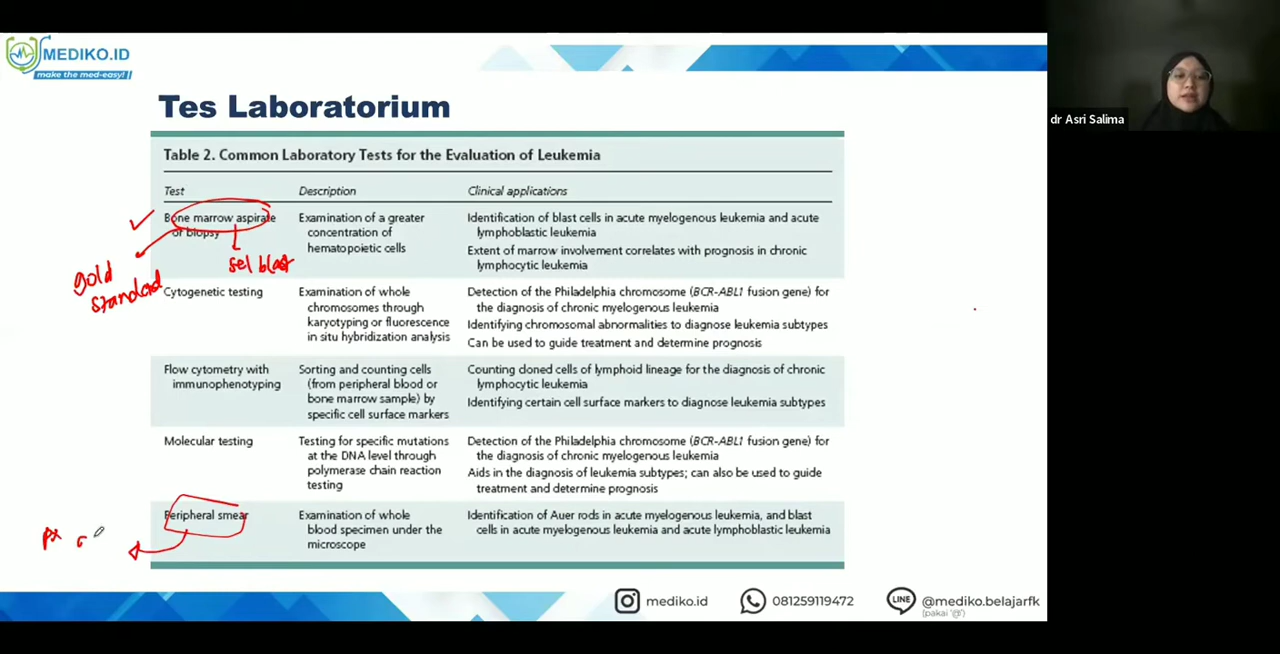 MEDIKO.ID
make the med-easy!
dr Asri Salima
Tes Laboratorium
Table 2. Common Laboratory Tests for the Evaluation of Leukemia
Test Description Clinical applications
Bone marrow aspirate or biopsy
Examination of a greater
concentration of
hematopoietic cells
Identification of blast cells in acute myelogenous leukemia and acute
lymphoblastic leukemia
Extent of marrow involvement correlates with prognosis in chronic
lymphocytic leukemia
gold
standard
sel blast
Cytogenetic testing
Examination of whole
chromosomes through
karyotyping or fluorescence
in situ hybridization analysis
Detection of the Philadelphia chromosome (BCR-ABL1 fusion gene) for
the diagnosis of chronic myelogenous leukemia
Identifying chromosomal abnormalities to diagnose leukemia subtypes
Can be used to guide treatment and determine prognosis
Flow cytometry with
immunophenotyping
Sorting and counting cells
(from peripheral blood or
bone marrow sample) by
specific cell surface markers
Counting cloned cells of lymphoid lineage for the diagnosis of chronic
lymphocytic leukemia
Identifying certain cell surface markers to diagnose leukemia subtypes
Molecular testing
Testing for specific mutations
at the DNA level through
polymerase chain reaction
testing
Detection of the Philadelphia chromosome (BCR-ABL1 fusion gene) for
the diagnosis of chronic myelogenous leukemia
Aids in the diagnosis of leukemia subtypes; can also be used to guide
treatment and determine prognosis
Peripheral smear
Examination of whole
blood specimen under the
microscope
Identification of Auer rods in acute myelogenous leukemia, and blast
cells in acute myelogenous leukemia and acute lymphoblastic leukemia
px
mediko.id
081259119472
LINE
@mediko.belajarfk
(pakai '@')